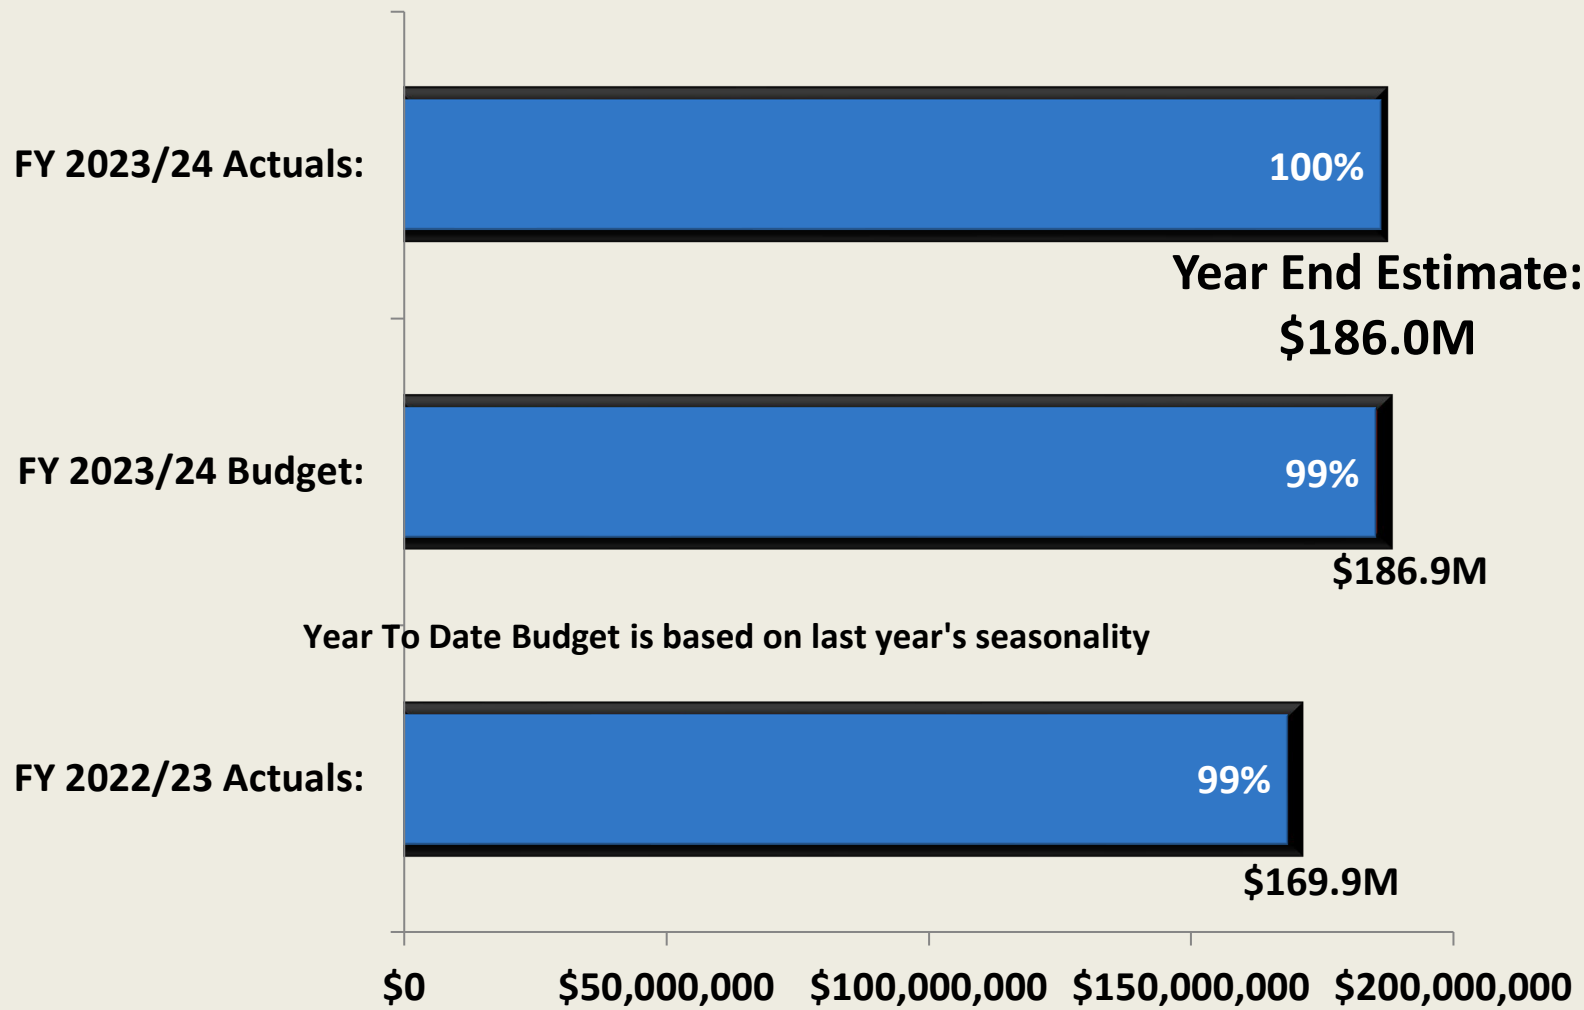 FY 2023/24 Actuals:
100%
Year End Estimate:
$186.0M
FY 2023/24 Budget:
99%
$186.9M
Year To Date Budget is based on last year's seasonality
FY 2022/23 Actuals:
99%
$169.9M
$0 $50,000,000 $100,000,000 $150,000,000 $200,000,000